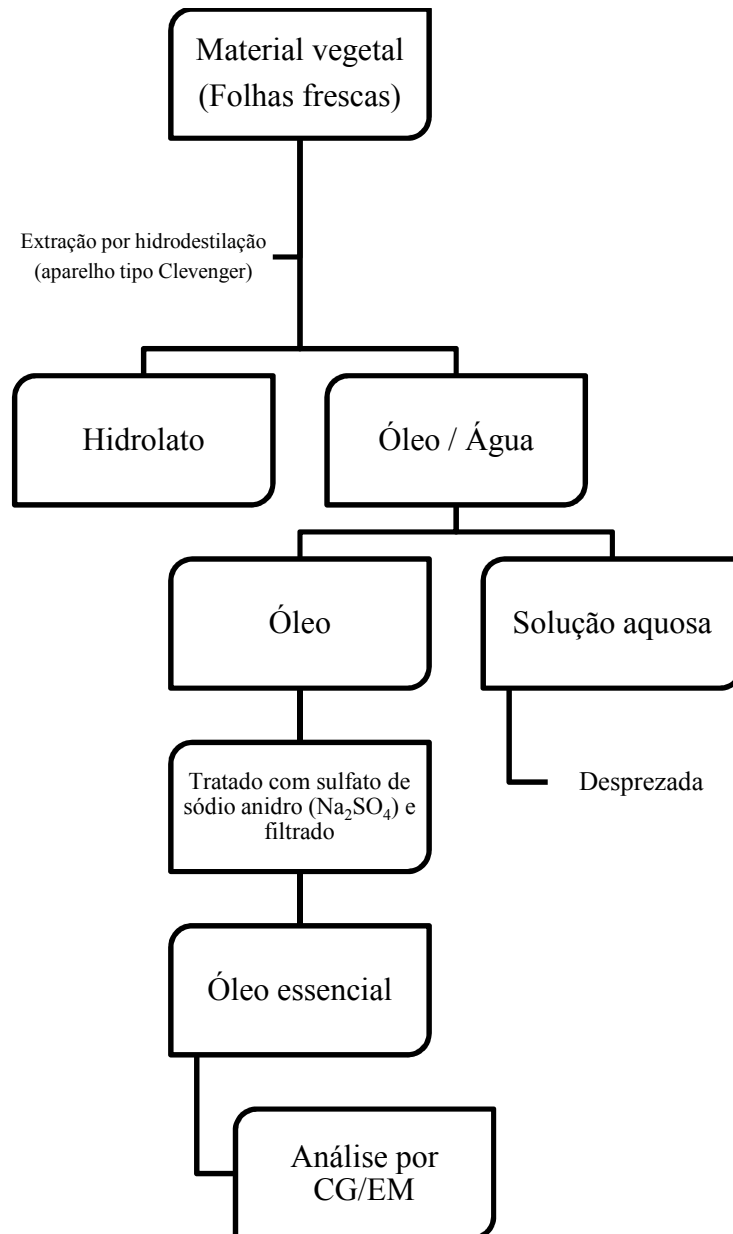 Material vegetal
(Folhas frescas)
Extração por hidrodestilação
(aparelho tipo Clevenger)
Hidrolato
Óleo / Água
Óleo
Solução aquosa
Tratado com sulfato de
sódio anidro (Na₂SO₄) e
filtrado
Desprezada
Óleo essencial
Análise por
CG/EM